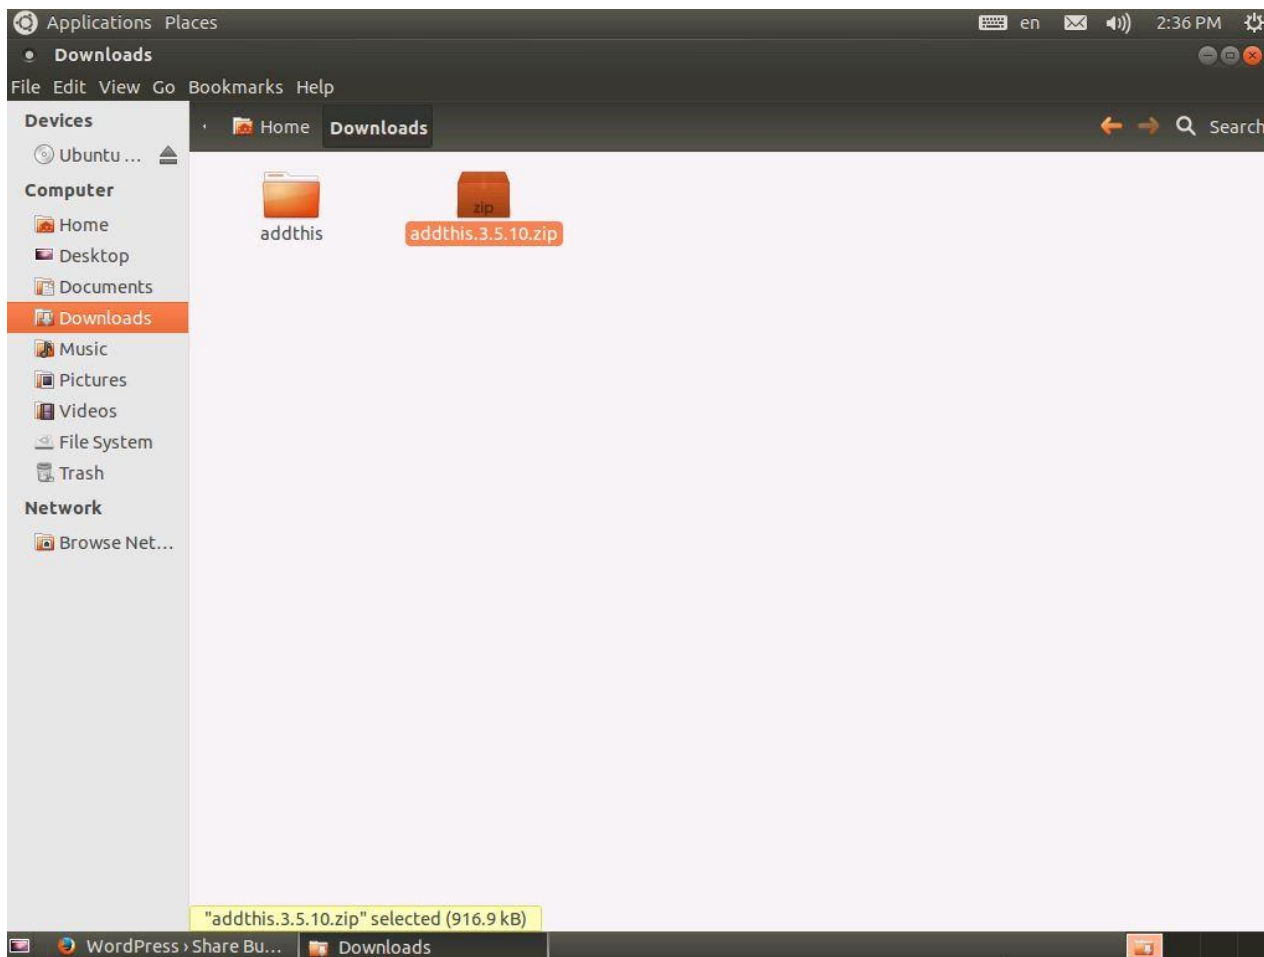 Applications Places en 2:36 PM
Downloads
File Edit View Go Bookmarks Help
Devices
Home Downloads Search
Ubuntu ...
Computer
Home
Desktop
Documents
Downloads
Music
Pictures
Videos
File System
Trash
Network
Browse Net...
zip
addthis addthis.3.5.10.zip
"addthis.3.5.10.zip" selected (916.9 kB)
WordPress › Share Bu... Downloads